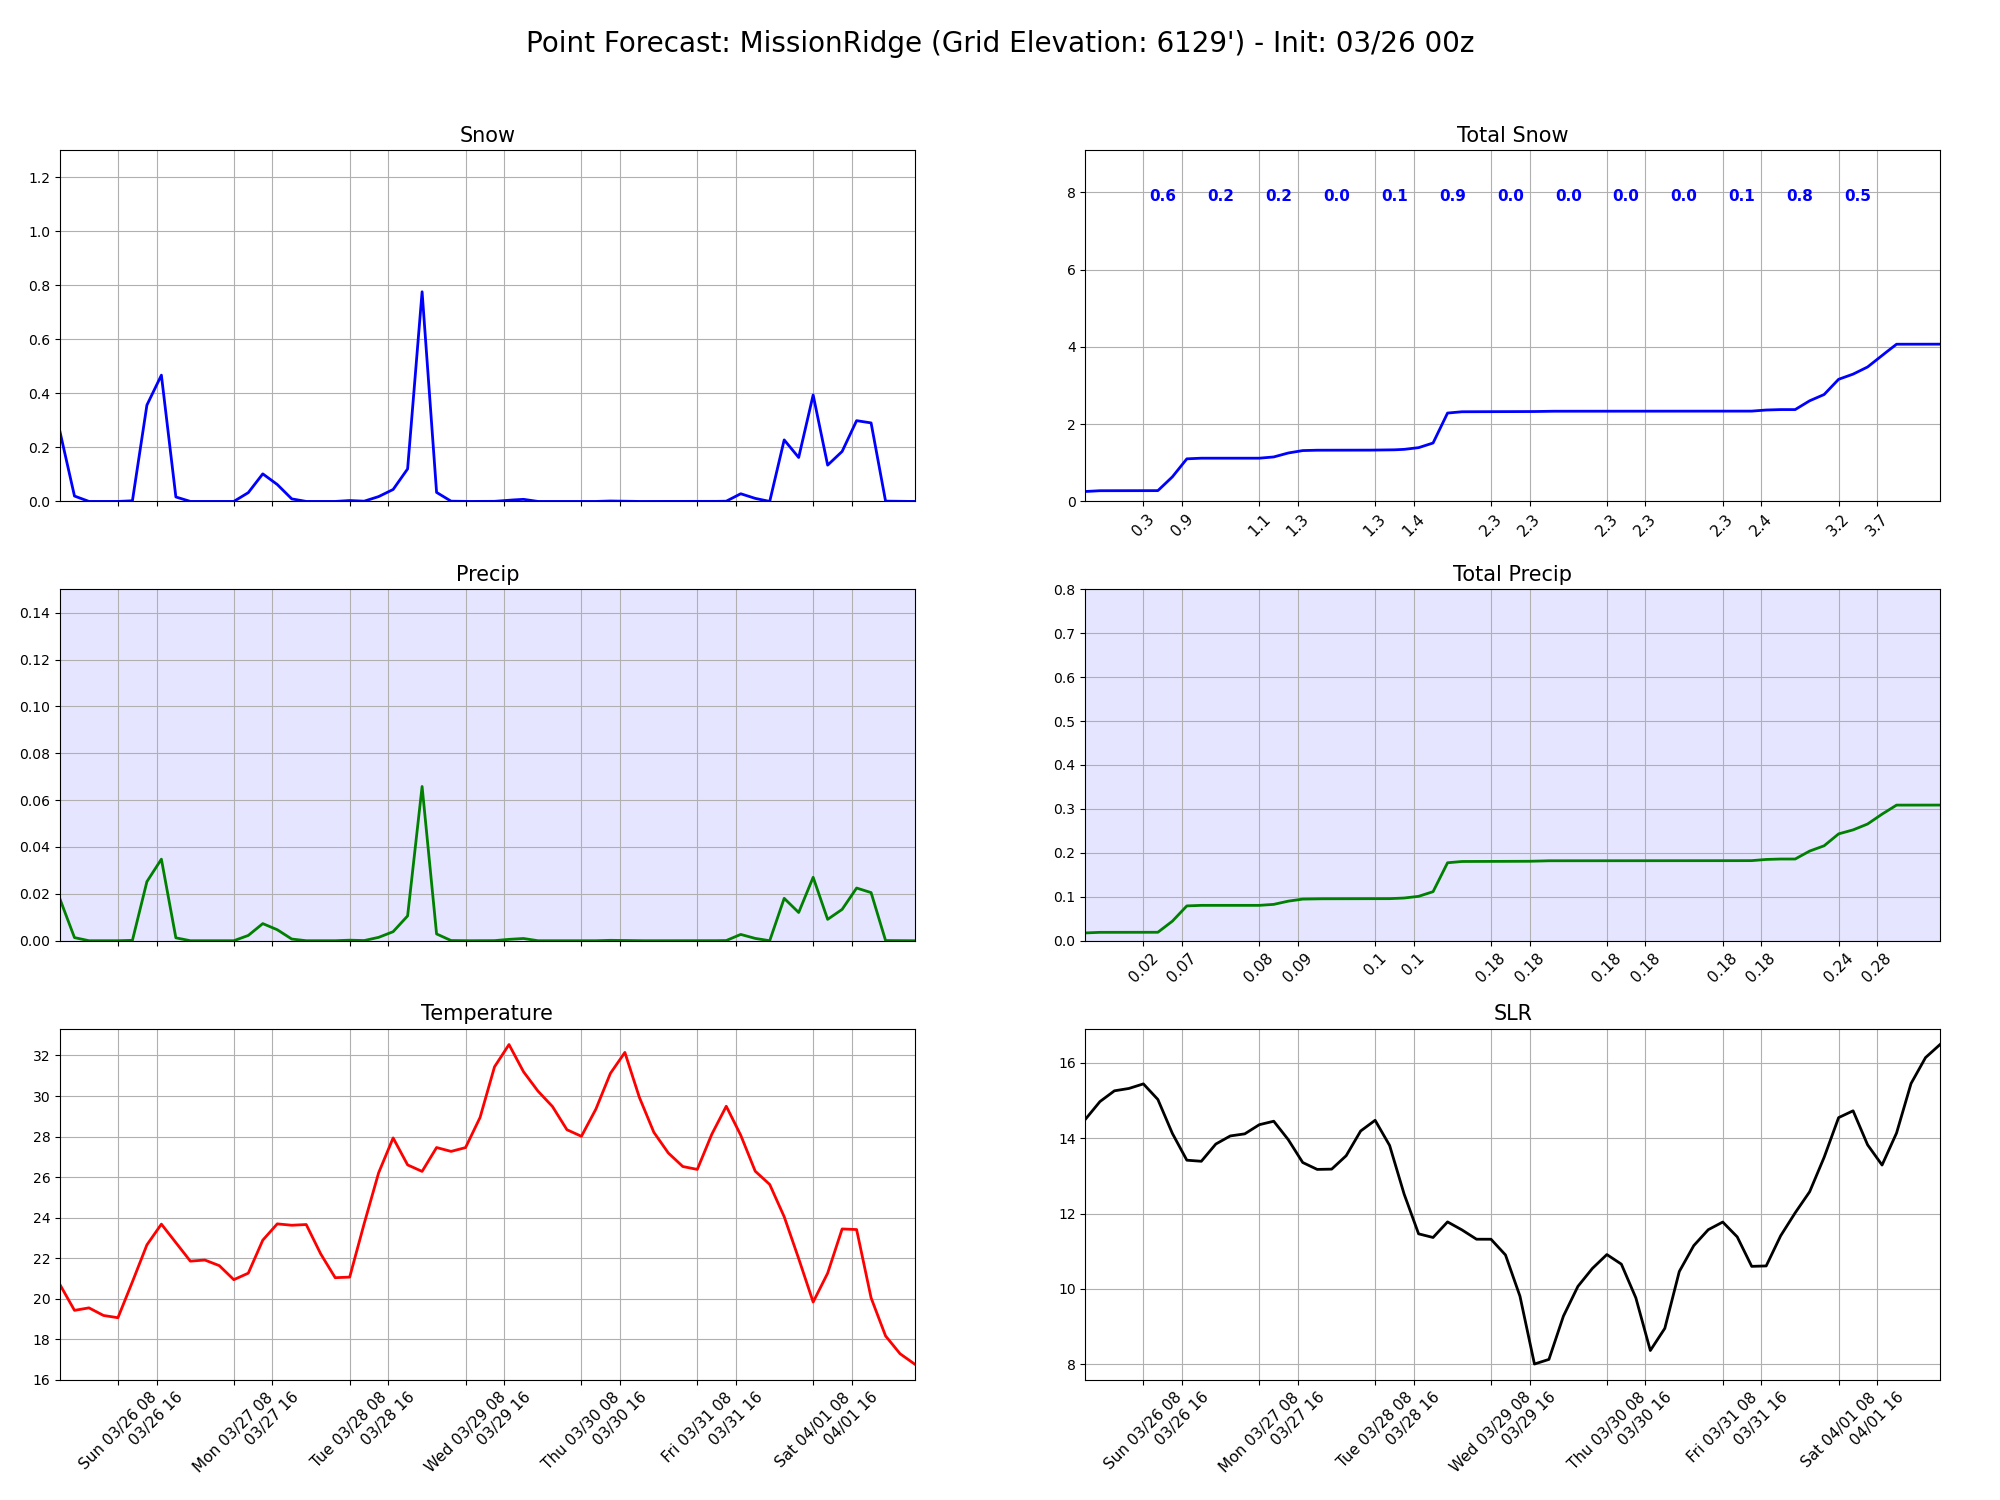 Point Forecast: MissionRidge (Grid Elevation: 6129') - Init: 03/26 00z
Snow
1.2
1.0
0.8
0.6
0.4
0.2
0.0
Total Snow
8
6
4
2
0
0.6 0.2 0.2 0.0 0.1 0.9 0.0 0.0 0.0 0.0 0.1 0.8 0.5
0.3 0.9 1.1 1.3 1.3 1.4 2.3 2.3 2.3 2.3 2.3 2.4 3.2 3.7
Precip
0.14
0.12
0.10
0.08
0.06
0.04
0.02
0.00
Total Precip
0.8
0.7
0.6
0.5
0.4
0.3
0.2
0.1
0.0
0.02 0.07 0.08 0.09 0.1 0.1 0.18 0.18 0.18 0.18 0.18 0.18 0.24 0.28
Temperature
32
30
28
26
24
22
20
18
16
Sun 03/26 08
03/26 16
Mon 03/27 08
03/27 16
Tue 03/28 08
03/28 16
Wed 03/29 08
03/29 16
Thu 03/30 08
03/30 16
Fri 03/31 08
03/31 16
Sat 04/01 08
04/01 16
SLR
16
14
12
10
8
Sun 03/26 08
03/26 16
Mon 03/27 08
03/27 16
Tue 03/28 08
03/28 16
Wed 03/29 08
03/29 16
Thu 03/30 08
03/30 16
Fri 03/31 08
03/31 16
Sat 04/01 08
04/01 16